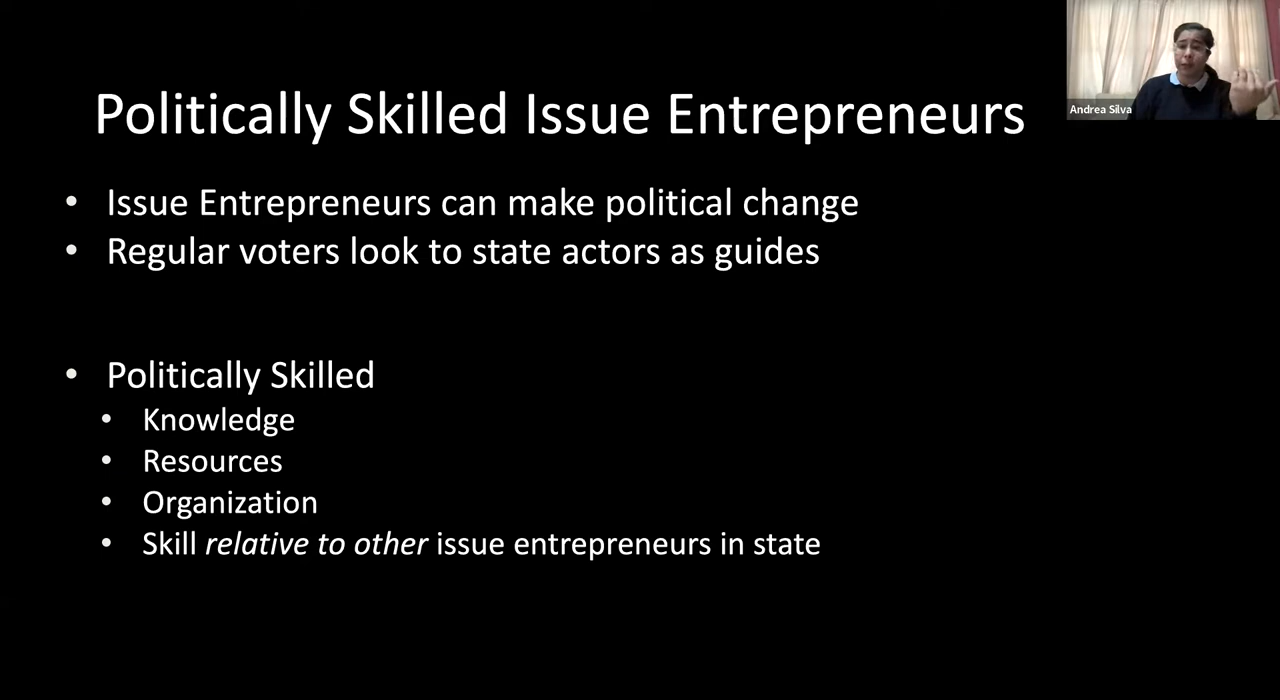 Politically Skilled Issue Entrepreneurs
Andrea Silva
• Issue Entrepreneurs can make political change
• Regular voters look to state actors as guides
• Politically Skilled
• Knowledge
• Resources
• Organization
• Skill relative to other issue entrepreneurs in state